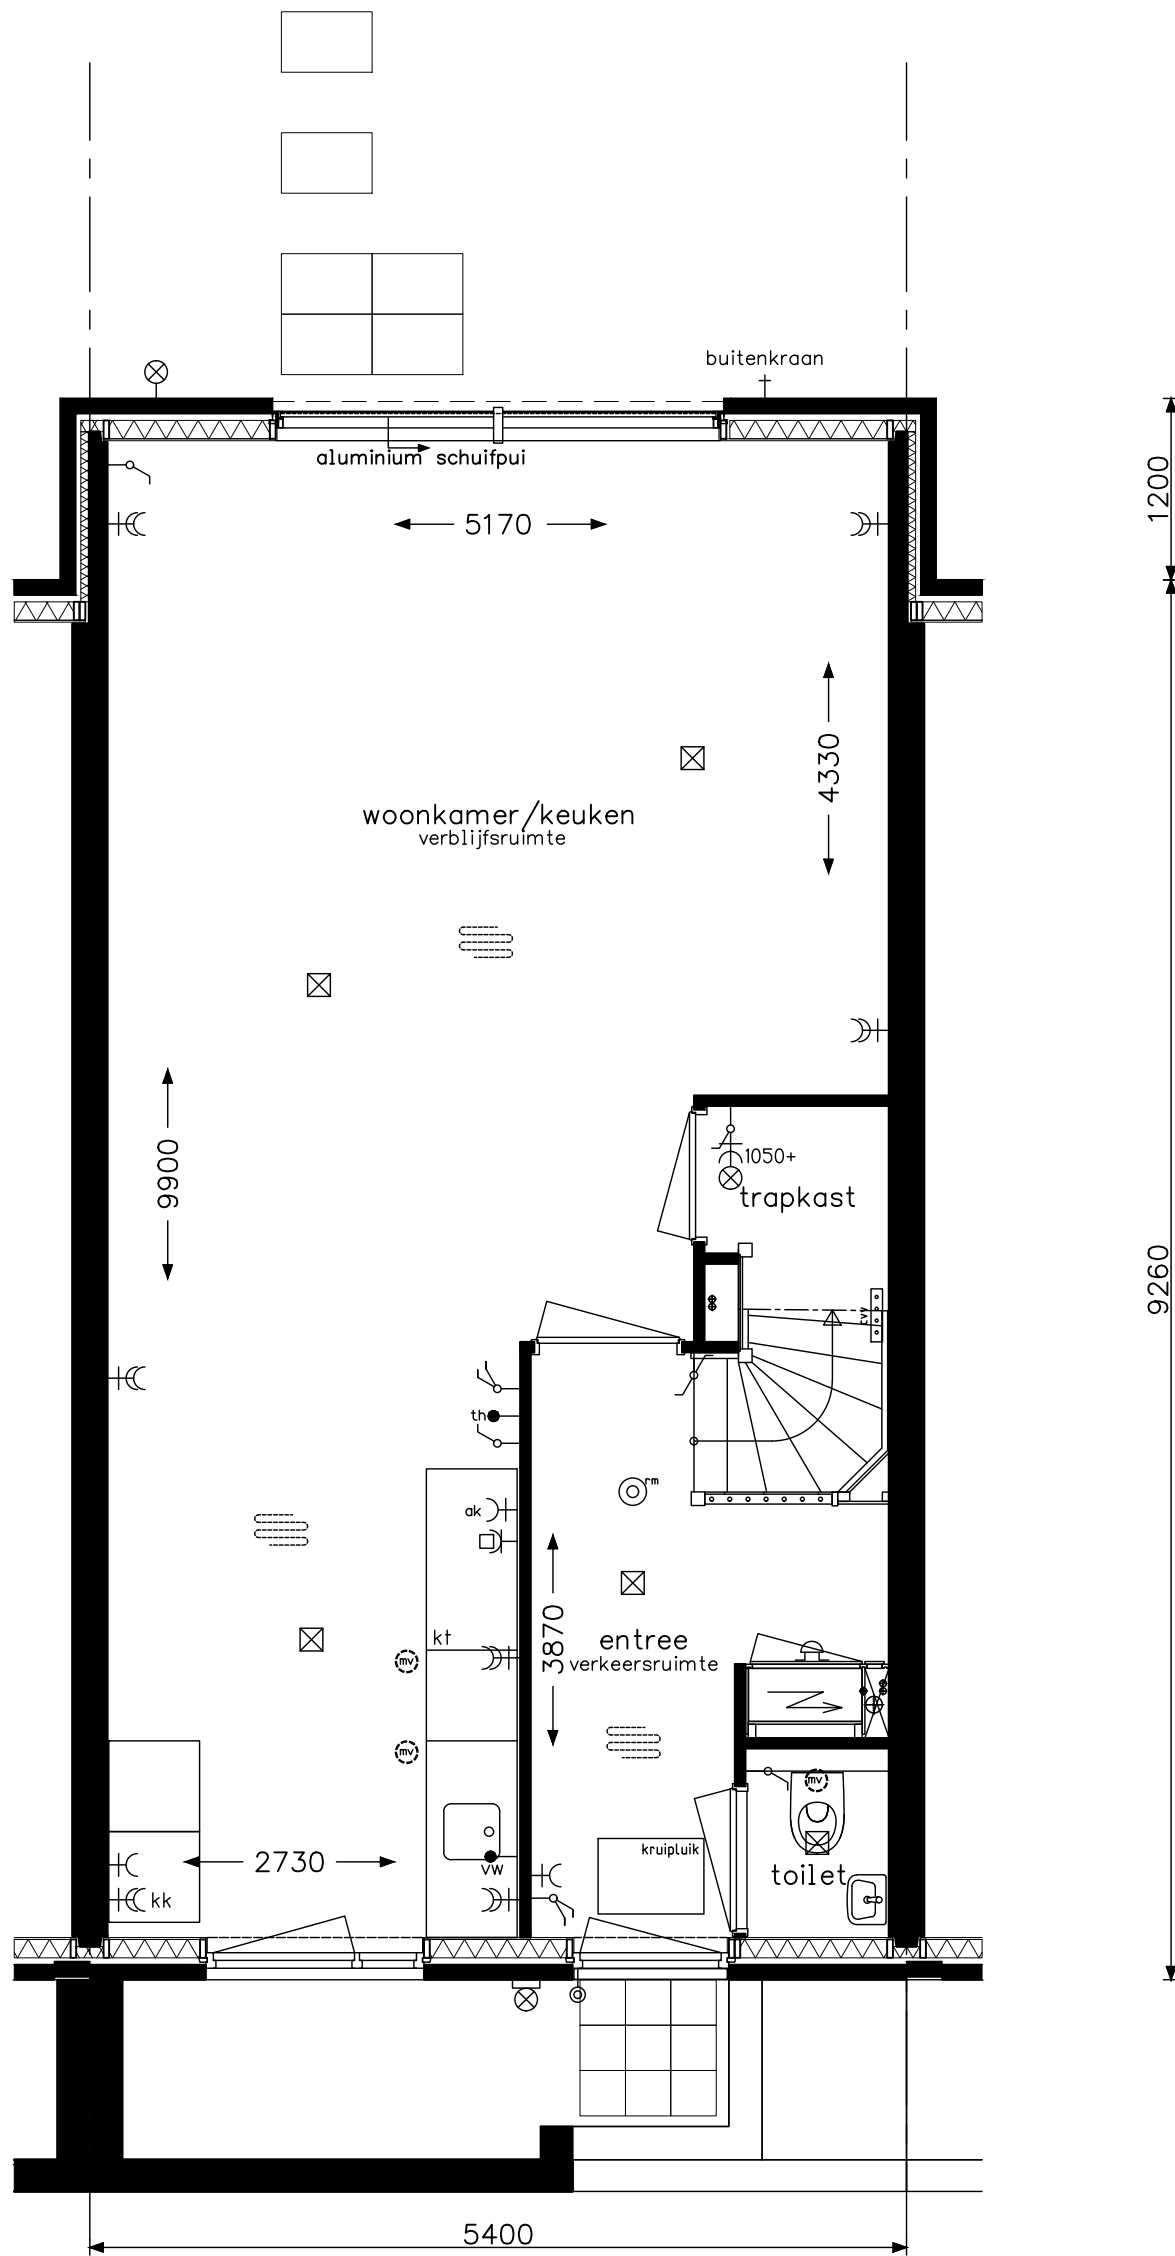 buitenkraan
aluminium schuifpui
5170
1200
4330
woonkamer/keuken
verblijfsruimte
9900
1050+
trapkast
9260
cvv
th
rm
ak
kt
3870
entree
verkeersruimte
mv
mv
mv
kruipluik
2730
vw
toilet
kk
5400